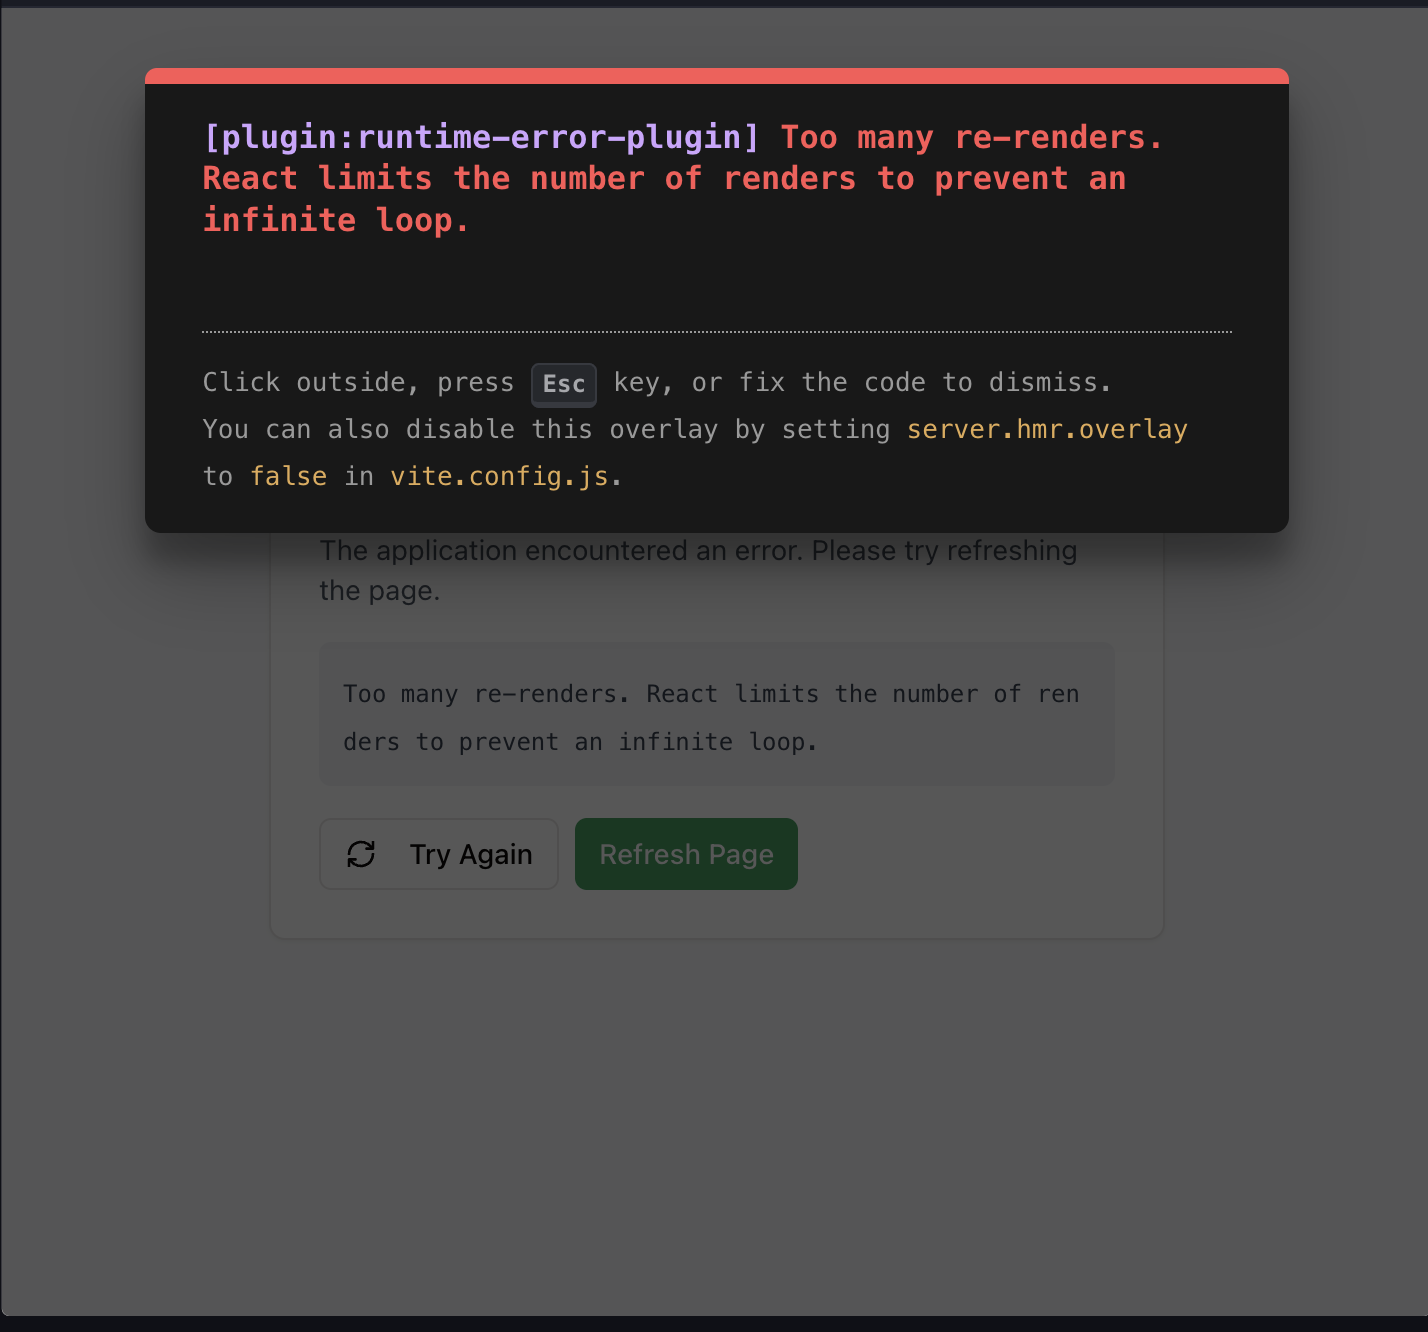 [plugin:runtime-error-plugin] Too many re-renders.
React limits the number of renders to prevent an
infinite loop.
Click outside, press Esc key, or fix the code to dismiss.
You can also disable this overlay by setting server.hmr.overlay
to false in vite.config.js.
The application encountered an error. Please try refreshing
the page.
Too many re-renders. React limits the number of ren
ders to prevent an infinite loop.
Try Again
Refresh Page